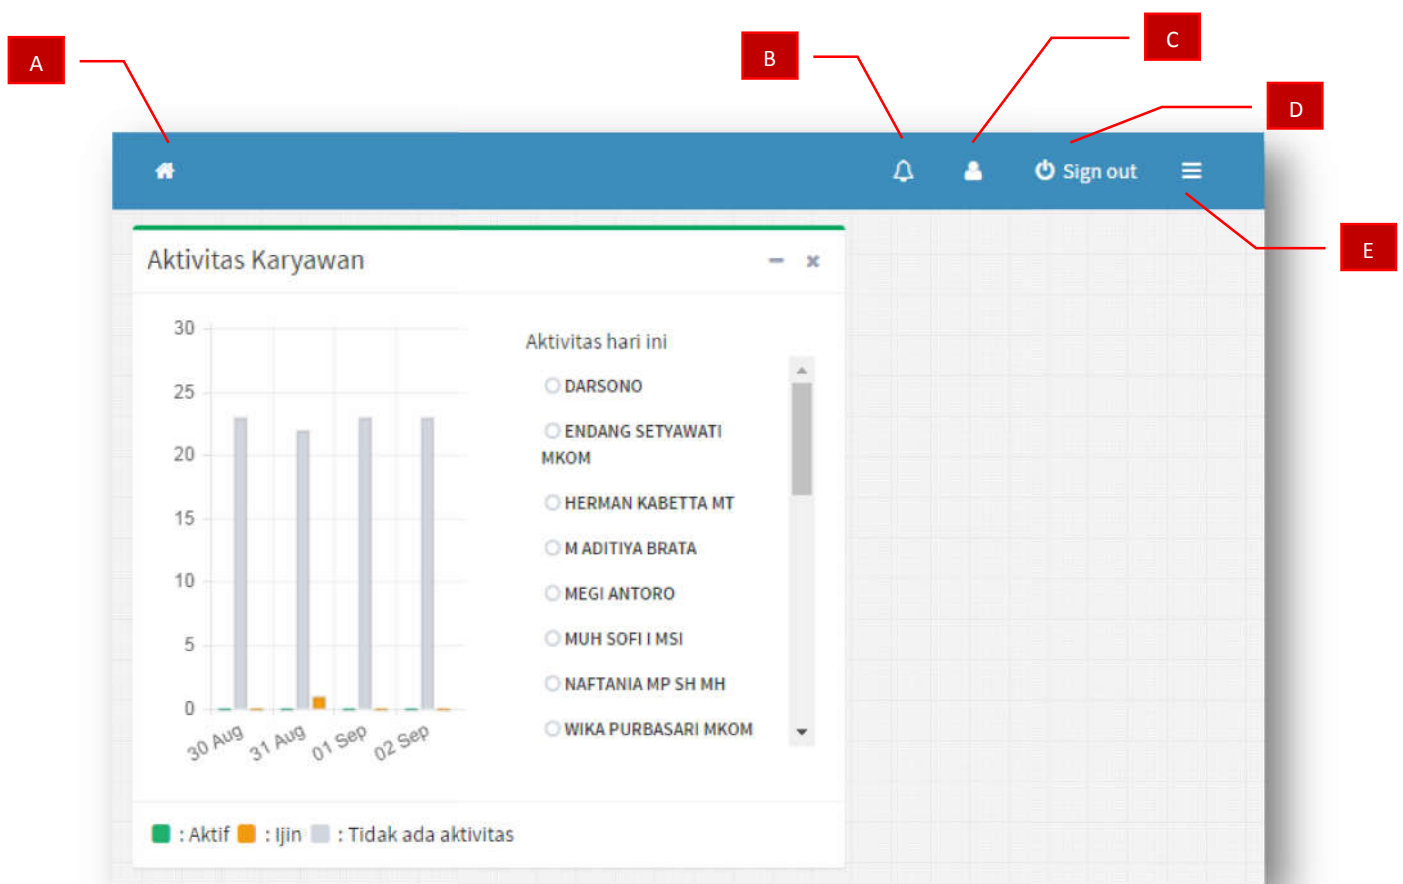 A
B
C
D
Sign out
E
Aktivitas Karyawan
30
25
20
15
10
5
0
30 Aug
31 Aug
01 Sep
02 Sep
Aktivitas hari ini
DARSONO
ENDANG SETYAWATI
MKOM
HERMAN KABETTA MT
M ADITIYA BRATA
MEGI ANTORO
MUH SOFI I MSI
NAFTANIA MP SH MH
WIKA PURBASARI MKOM
: Aktif : Ijin : Tidak ada aktivitas